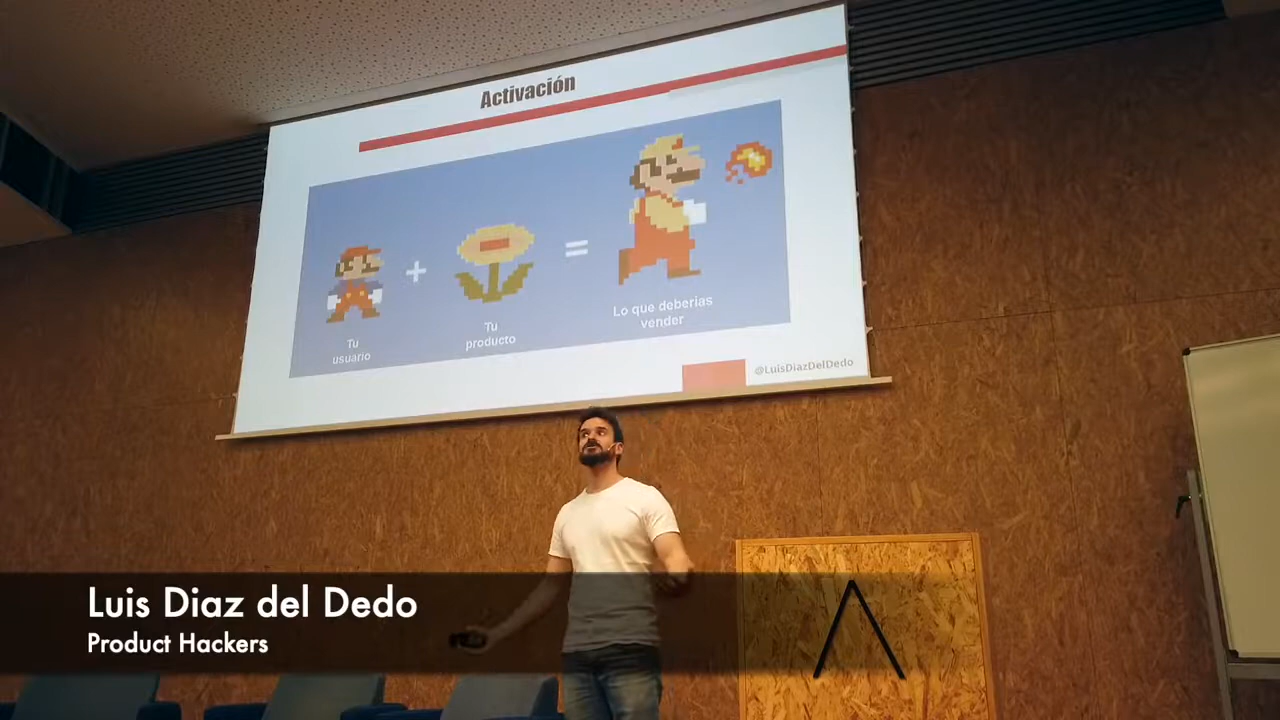 Activación
Tu
usuario
Tu
producto
Lo que deberías
vender
@LuisDiazDelDedo
Luis Diaz del Dedo
Product Hackers